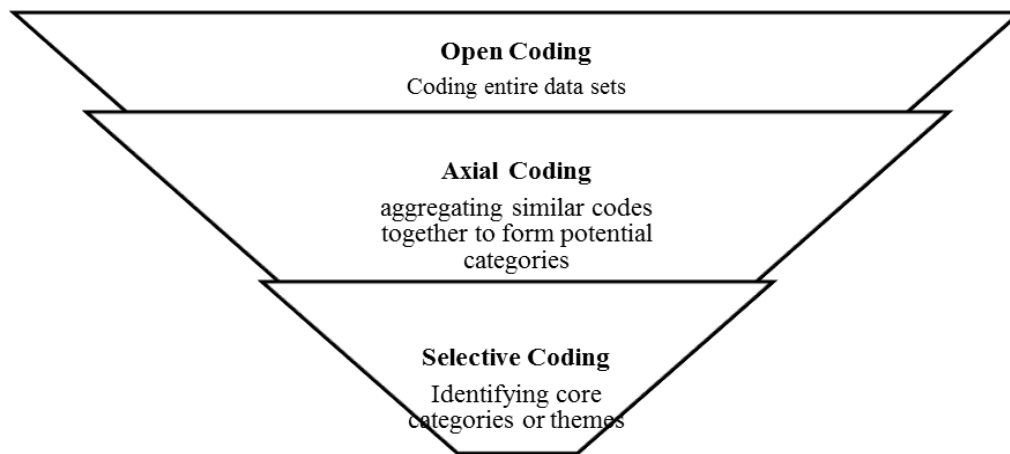 Open Coding
Coding entire data sets
Axial Coding
aggregating similar codes
together to form potential
categories
Selective Coding
Identifying core
categories or themes